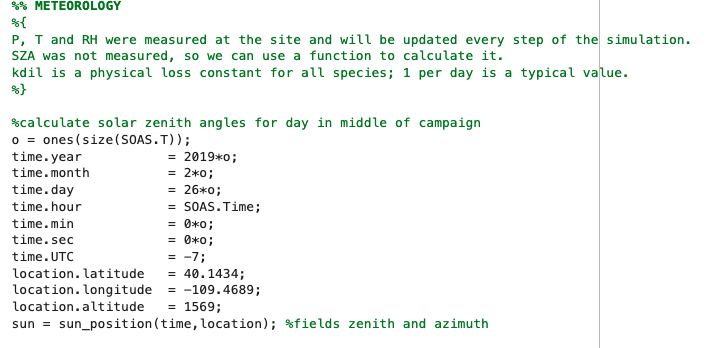 %% METEOROLOGY
%{
P, T and RH were measured at the site and will be updated every step of the simulation.
SZA was not measured, so we can use a function to calculate it.
kdil is a physical loss constant for all species; 1 per day is a typical value.
%}
%calculate solar zenith angles for day in middle of campaign
o = ones(size(SOAS.T));
time.year = 2019*o;
time.month = 2*o;
time.day = 26*o;
time.hour = SOAS.Time;
time.min = 0*o;
time.sec = 0*o;
time.UTC = -7;
location.latitude = 40.1434;
location.longitude = -109.4689;
location.altitude = 1569;
sun = sun_position(time,location); %fields zenith and azimuth